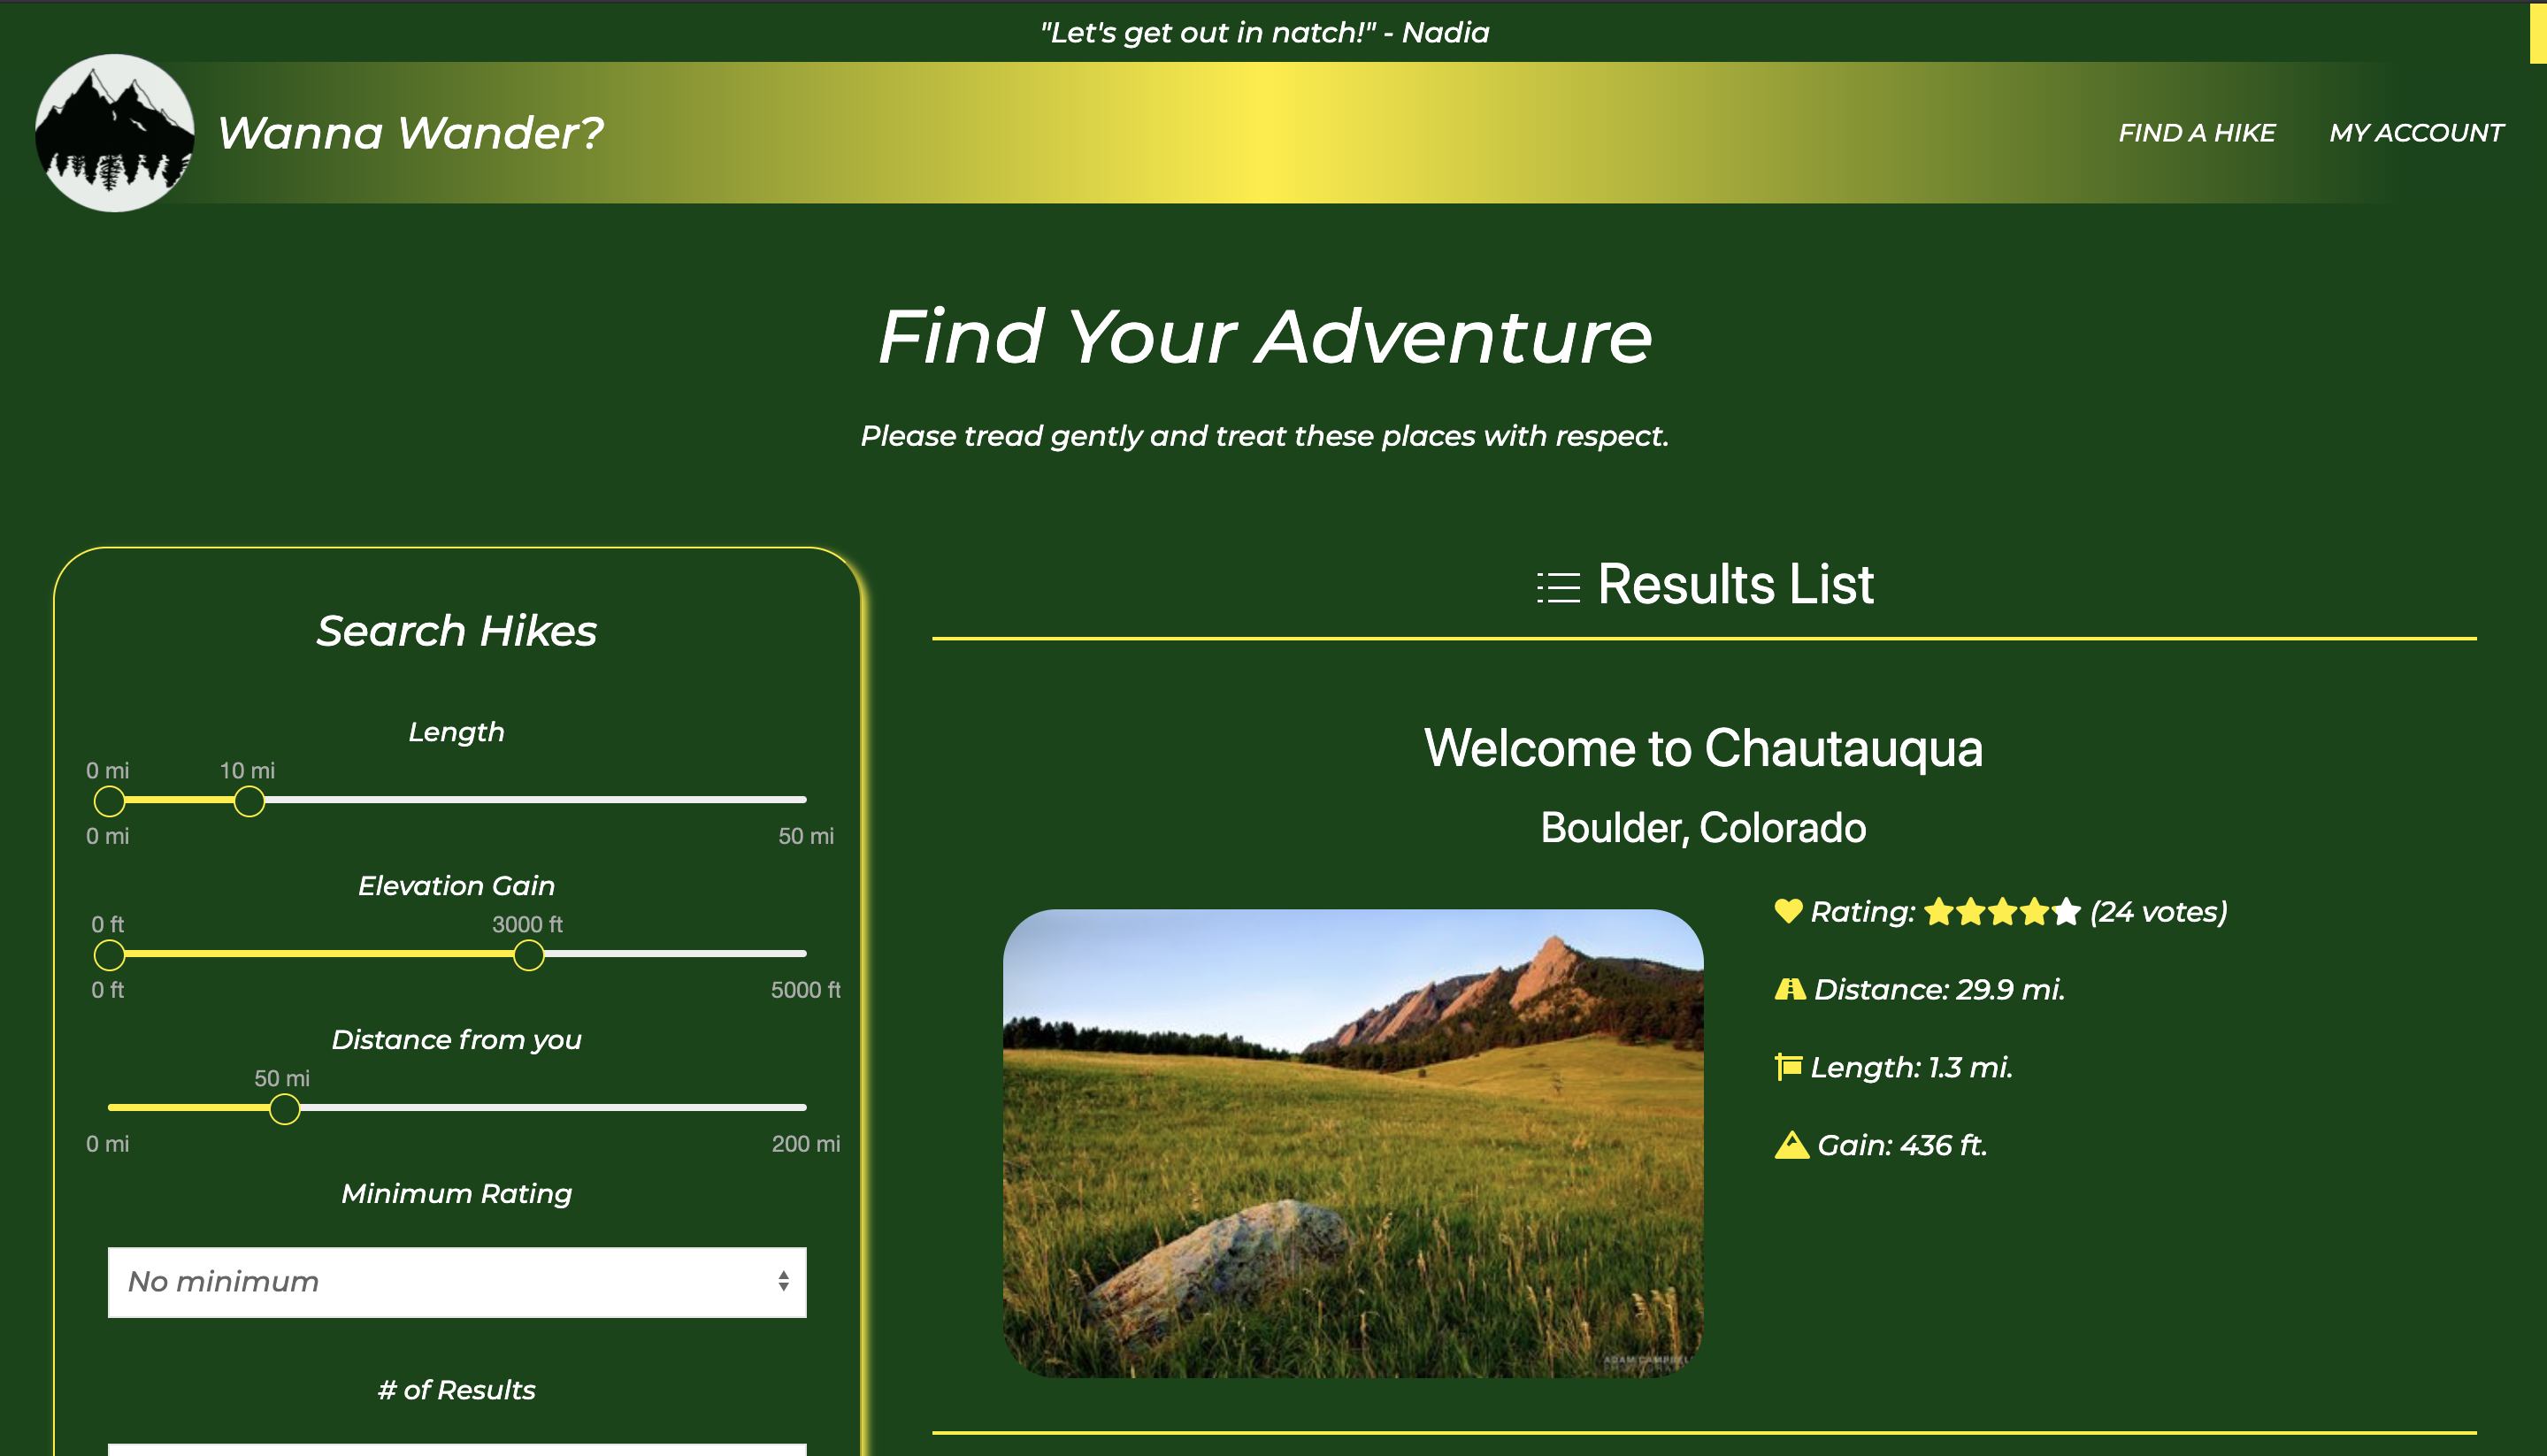 "Let's get out in natch!" - Nadia
Wanna Wander?
FIND A HIKE
MY ACCOUNT
Find Your Adventure
Please tread gently and treat these places with respect.
Search Hikes
Length
0 mi 10 mi
0 mi 50 mi
Elevation Gain
0 ft 3000 ft
0 ft 5000 ft
Distance from you
50 mi
0 mi 200 mi
Minimum Rating
No minimum
# of Results
Results List
Welcome to Chautauqua
Boulder, Colorado
Rating: (24 votes)
Distance: 29.9 mi.
Length: 1.3 mi.
Gain: 436 ft.